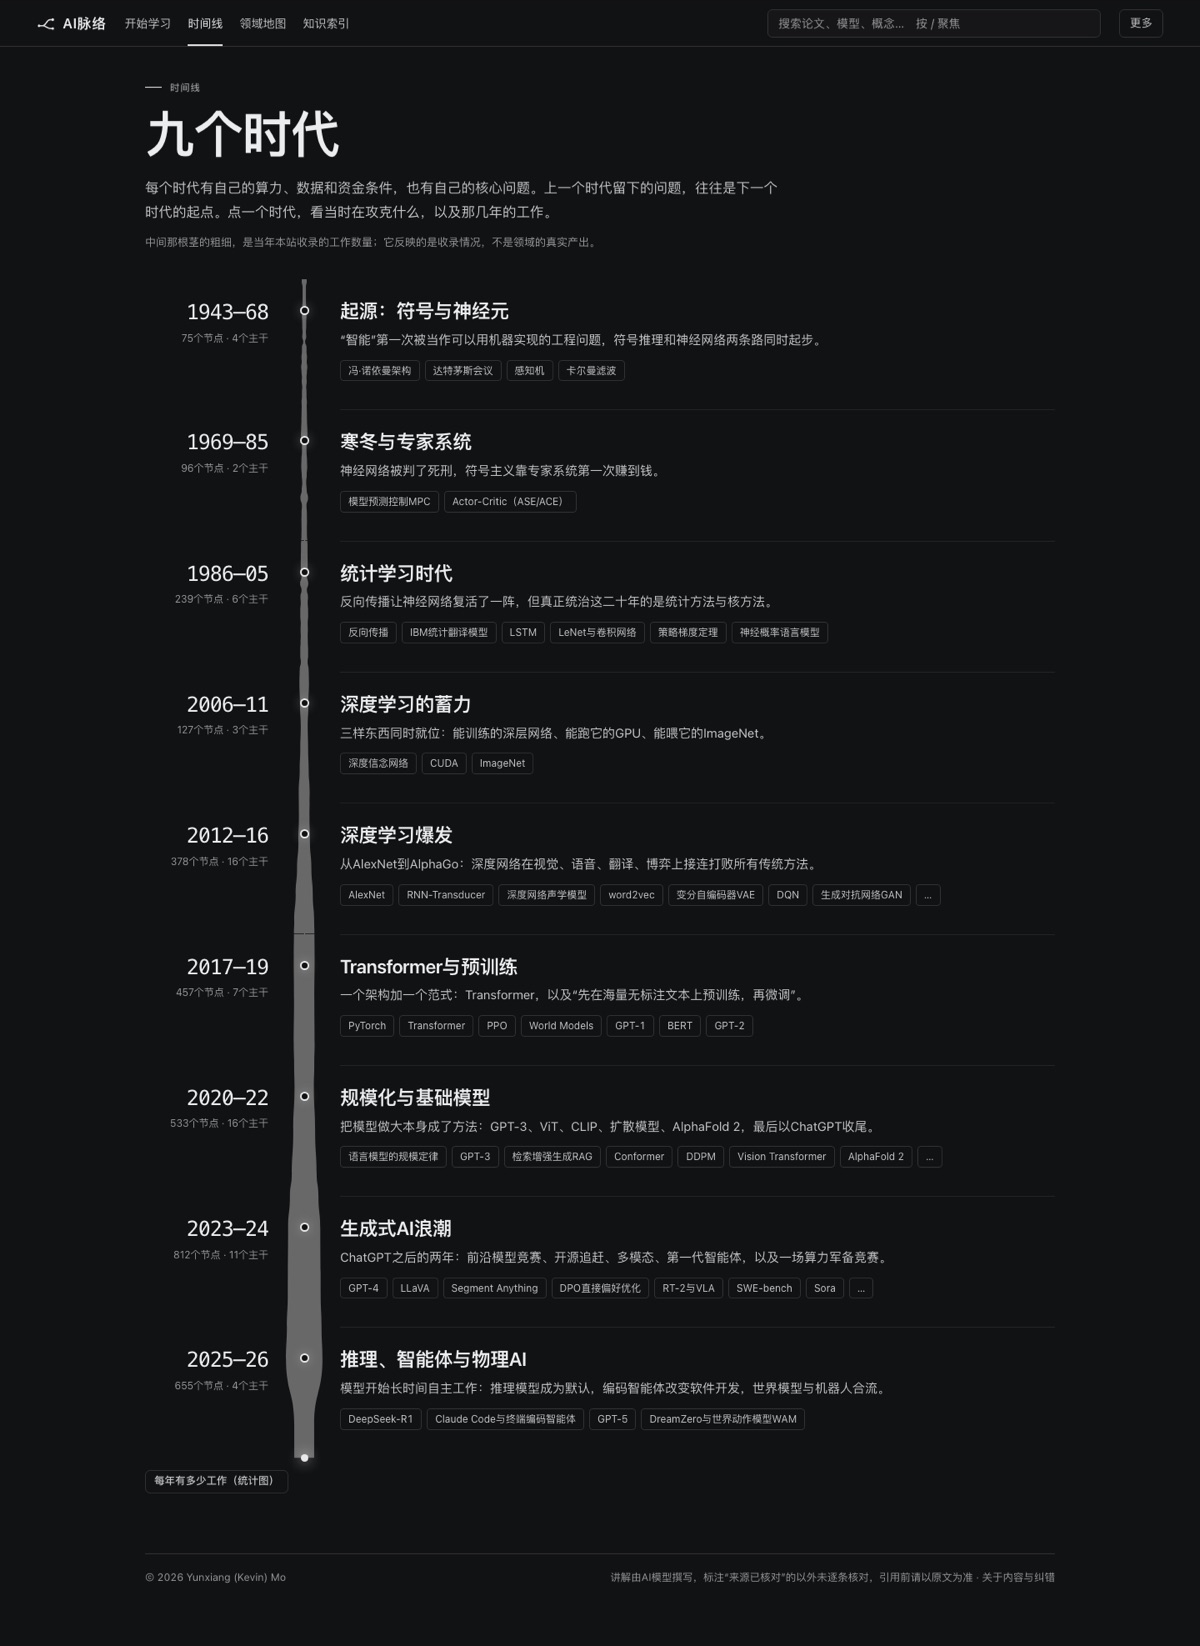 AI脉络 开始学习 时间线 领域地图 知识索引 搜索论文、模型、概念... 按 / 聚焦 更多
时间线
九个时代
每个时代有自己的算力、数据和资金条件，也有自己的核心问题。上一个时代留下的问题，往往是下一个
时代的起点。点一个时代，看当时在攻克什么，以及那几年的工作。
中间那根茎的粗细，是当年本站收录的工作数量；它反映的是收录情况，不是领域的真实产出。
1943—68
75个节点 · 4个主干
起源：符号与神经元
“智能”第一次被当作可以用机器实现的工程问题，符号推理和神经网络两条路同时起步。
冯·诺依曼架构 达特茅斯会议 感知机 卡尔曼滤波
1969—85
96个节点 · 2个主干
寒冬与专家系统
神经网络被判了死刑，符号主义靠专家系统第一次赚到钱。
模型预测控制MPC Actor-Critic（ASE/ACE）
1986—05
239个节点 · 6个主干
统计学习时代
反向传播让神经网络复活了一阵，但真正统治这二十年的是统计方法与核方法。
反向传播 IBM统计翻译模型 LSTM LeNet与卷积网络 策略梯度定理 神经概率语言模型
2006—11
127个节点 · 3个主干
深度学习的蓄力
三样东西同时就位：能训练的深层网络、能跑它的GPU、能喂它的ImageNet。
深度信念网络 CUDA ImageNet
2012—16
378个节点 · 16个主干
深度学习爆发
从AlexNet到AlphaGo：深度网络在视觉、语音、翻译、博弈上接连打败所有传统方法。
AlexNet RNN-Transducer 深度网络声学模型 word2vec 变分自编码器VAE DQN 生成对抗网络GAN ...
2017—19
457个节点 · 7个主干
Transformer与预训练
一个架构加一个范式：Transformer，以及“先在海量无标注文本上预训练，再微调”。
PyTorch Transformer PPO World Models GPT-1 BERT GPT-2
2020—22
533个节点 · 16个主干
规模化与基础模型
把模型做大本身成了方法：GPT-3、ViT、CLIP、扩散模型、AlphaFold 2，最后以ChatGPT收尾。
语言模型的规模定律 GPT-3 检索增强生成RAG Conformer DDPM Vision Transformer AlphaFold 2 ...
2023—24
812个节点 · 11个主干
生成式AI浪潮
ChatGPT之后的两年：前沿模型竞赛、开源追赶、多模态、第一代智能体，以及一场算力军备竞赛。
GPT-4 LLaVA Segment Anything DPO直接偏好优化 RT-2与VLA SWE-bench Sora ...
2025—26
655个节点 · 4个主干
推理、智能体与物理AI
模型开始长时间自主工作：推理模型成为默认，编码智能体改变软件开发，世界模型与机器人合流。
DeepSeek-R1 Claude Code与终端编码智能体 GPT-5 DreamZero与世界动作模型WAM
每年有多少工作（统计图）
© 2026 Yunxiang (Kevin) Mo 讲解由AI模型撰写，标注“来源已核对”的以外未逐条核对，引用前请以原文为准 · 关于内容与纠错